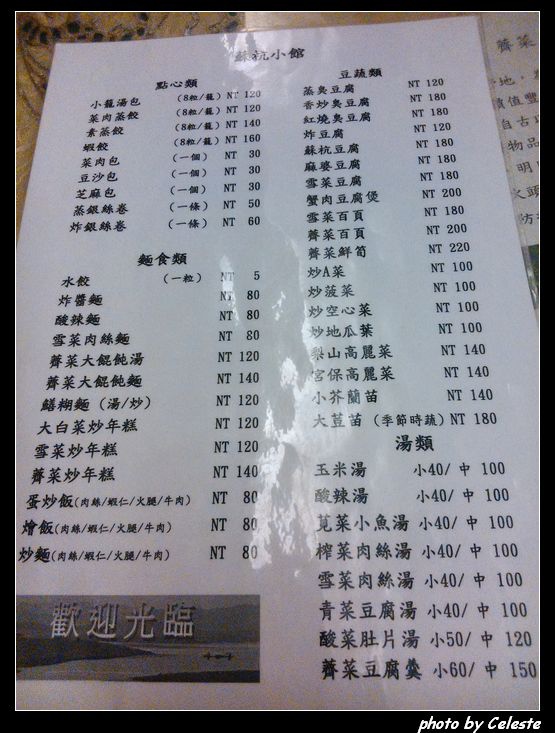 蘇杭小館
點心類
小籠湯包 (8粒/籠) NT 120
菜肉蒸餃 (8粒/籠) NT 120
素蒸餃 (8粒/籠) NT 140
蝦餃 (8粒/籠) NT 160
菜肉包 (一個) NT 30
豆沙包 (一個) NT 30
芝麻包 (一個) NT 30
蒸銀絲卷 (一條) NT 50
炸銀絲卷 (一條) NT 60
麵食類
水餃 (一粒) NT 5
炸醬麵 NT 80
酸辣麵 NT 80
雪菜肉絲麵 NT 80
薺菜大餛飩湯 NT 120
薺菜大餛飩麵 NT 140
鱔糊麵 (湯/炒) NT 120
大白菜炒年糕 NT 120
雪菜炒年糕 NT 120
薺菜炒年糕 NT 140
蛋炒飯(肉絲/蝦仁/火腿/牛肉) NT 80
燴飯(肉絲/蝦仁/火腿/牛肉) NT 80
炒麵(肉絲/蝦仁/火腿/牛肉) NT 80
歡迎光臨
豆蔬類
蒸臭豆腐 NT 120
香炒臭豆腐 NT 180
紅燒臭豆腐 NT 180
炸豆腐 NT 120
蘇杭豆腐 NT 180
麻婆豆腐 NT 180
雪菜豆腐 NT 180
蟹肉豆腐煲 NT 200
雪菜百頁 NT 180
薺菜百頁 NT 200
薺菜鮮筍 NT 220
炒A菜 NT 100
炒菠菜 NT 100
炒空心菜 NT 100
炒地瓜葉 NT 100
梨山高麗菜 NT 140
宮保高麗菜 NT 140
小芥蘭苗 NT 140
大荳苗 (季節時蔬) NT 180
湯類
玉米湯 小40/ 中 100
酸辣湯 小40/ 中 100
莧菜小魚湯 小40/ 中 100
榨菜肉絲湯 小40/ 中 100
雪菜肉絲湯 小40/ 中 100
青菜豆腐湯 小40/ 中 100
酸菜肚片湯 小50/ 中 120
薺菜豆腐羹 小60/ 中 150
薺菜
自古
物品
明
防
photo by Celeste